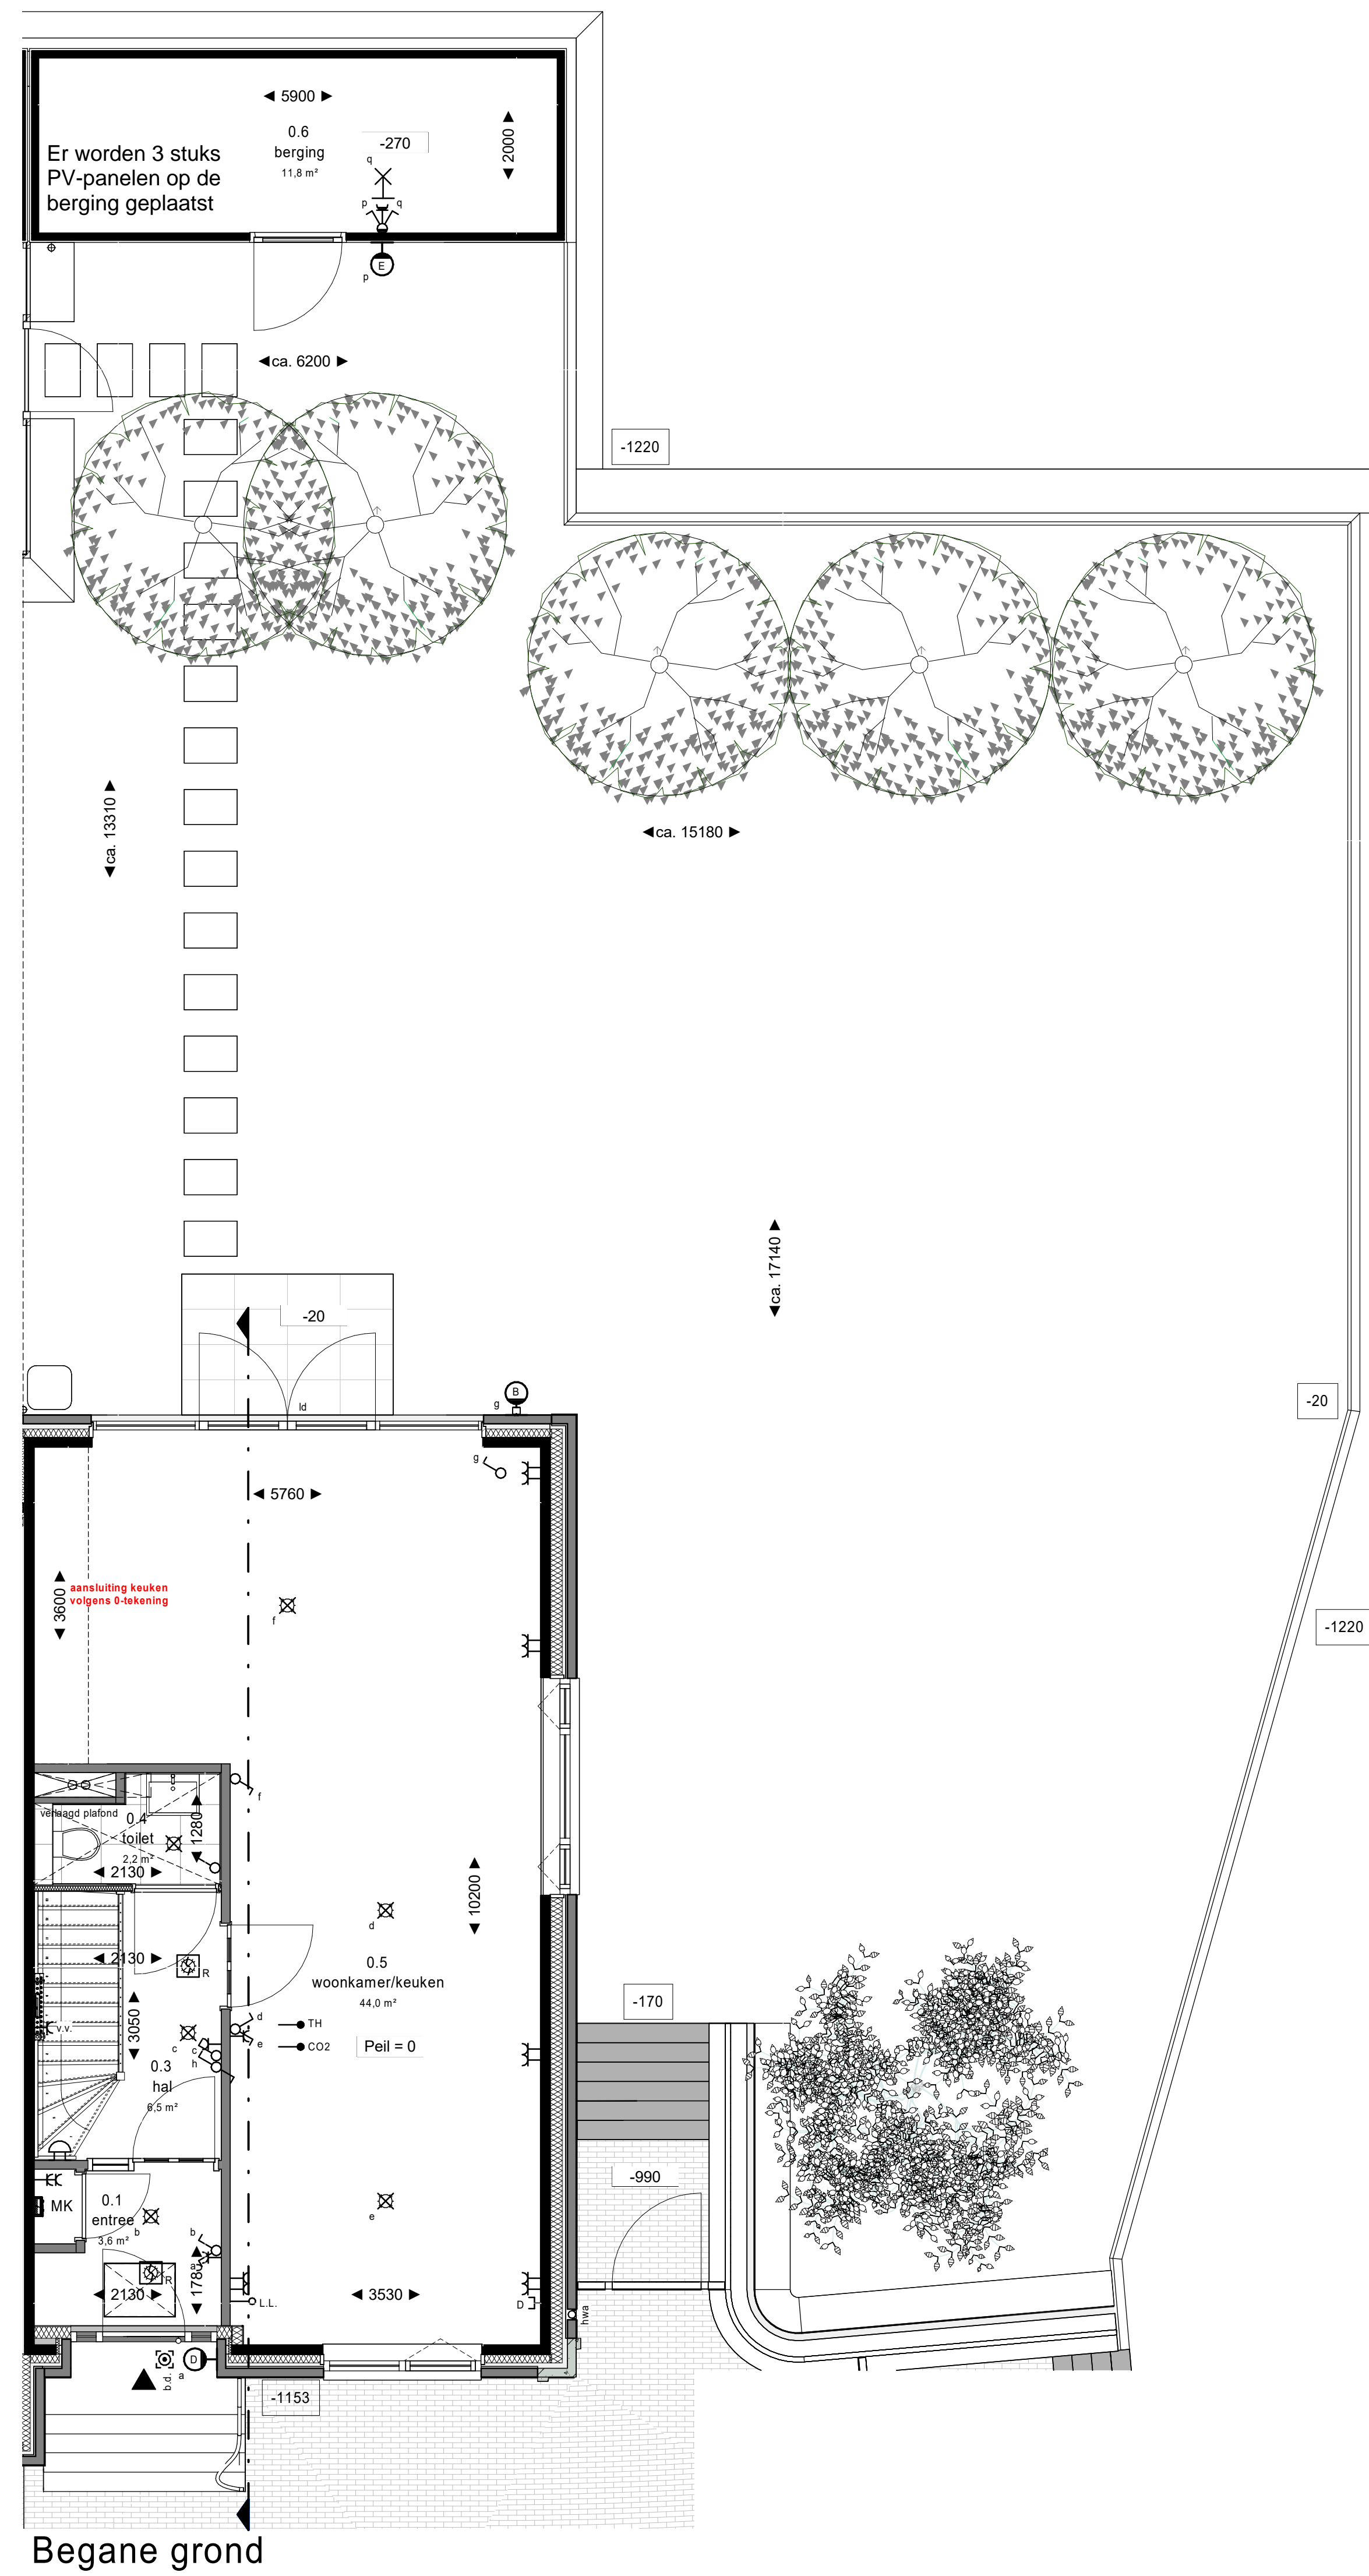 5900
0.6
berging
11,8 m²
-270
2000
Er worden 3 stuks
PV-panelen op de
berging geplaatst
q
p q
E
p
ca. 6200
-1220
ca. 13310
ca. 15180
ca. 17140
-20
ld
g
B
-20
g
5760
3600
aansluiting keuken
volgens 0-tekening
f
-1220
f
verlaagd plafond
0.4
toilet
2,2 m²
1280
2130
10200
d
2130
R
0.5
woonkamer/keuken
44,0 m²
-170
v.v.
3050
c
c
h
d
e
TH
CO2
Peil = 0
0.3
hal
6,5 m²
-990
MK
0.1
entree
3,6 m²
b
b
a
e
R
2130
1780
L.L.
3530
D
hwa
b.d.
a
D
-1153
Begane grond